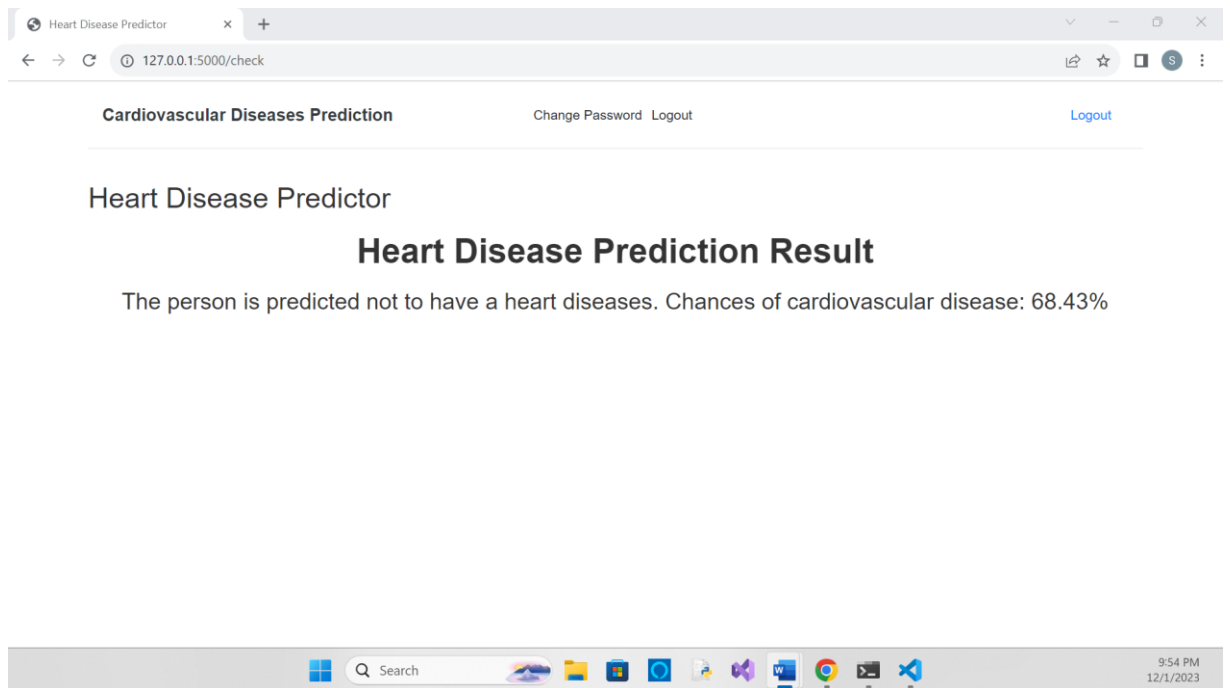 Heart Disease Predictor
127.0.0.1:5000/check
S
Cardiovascular Diseases Prediction Change Password Logout Logout
Heart Disease Predictor
Heart Disease Prediction Result
The person is predicted not to have a heart diseases. Chances of cardiovascular disease: 68.43%
Search
9:54 PM
12/1/2023